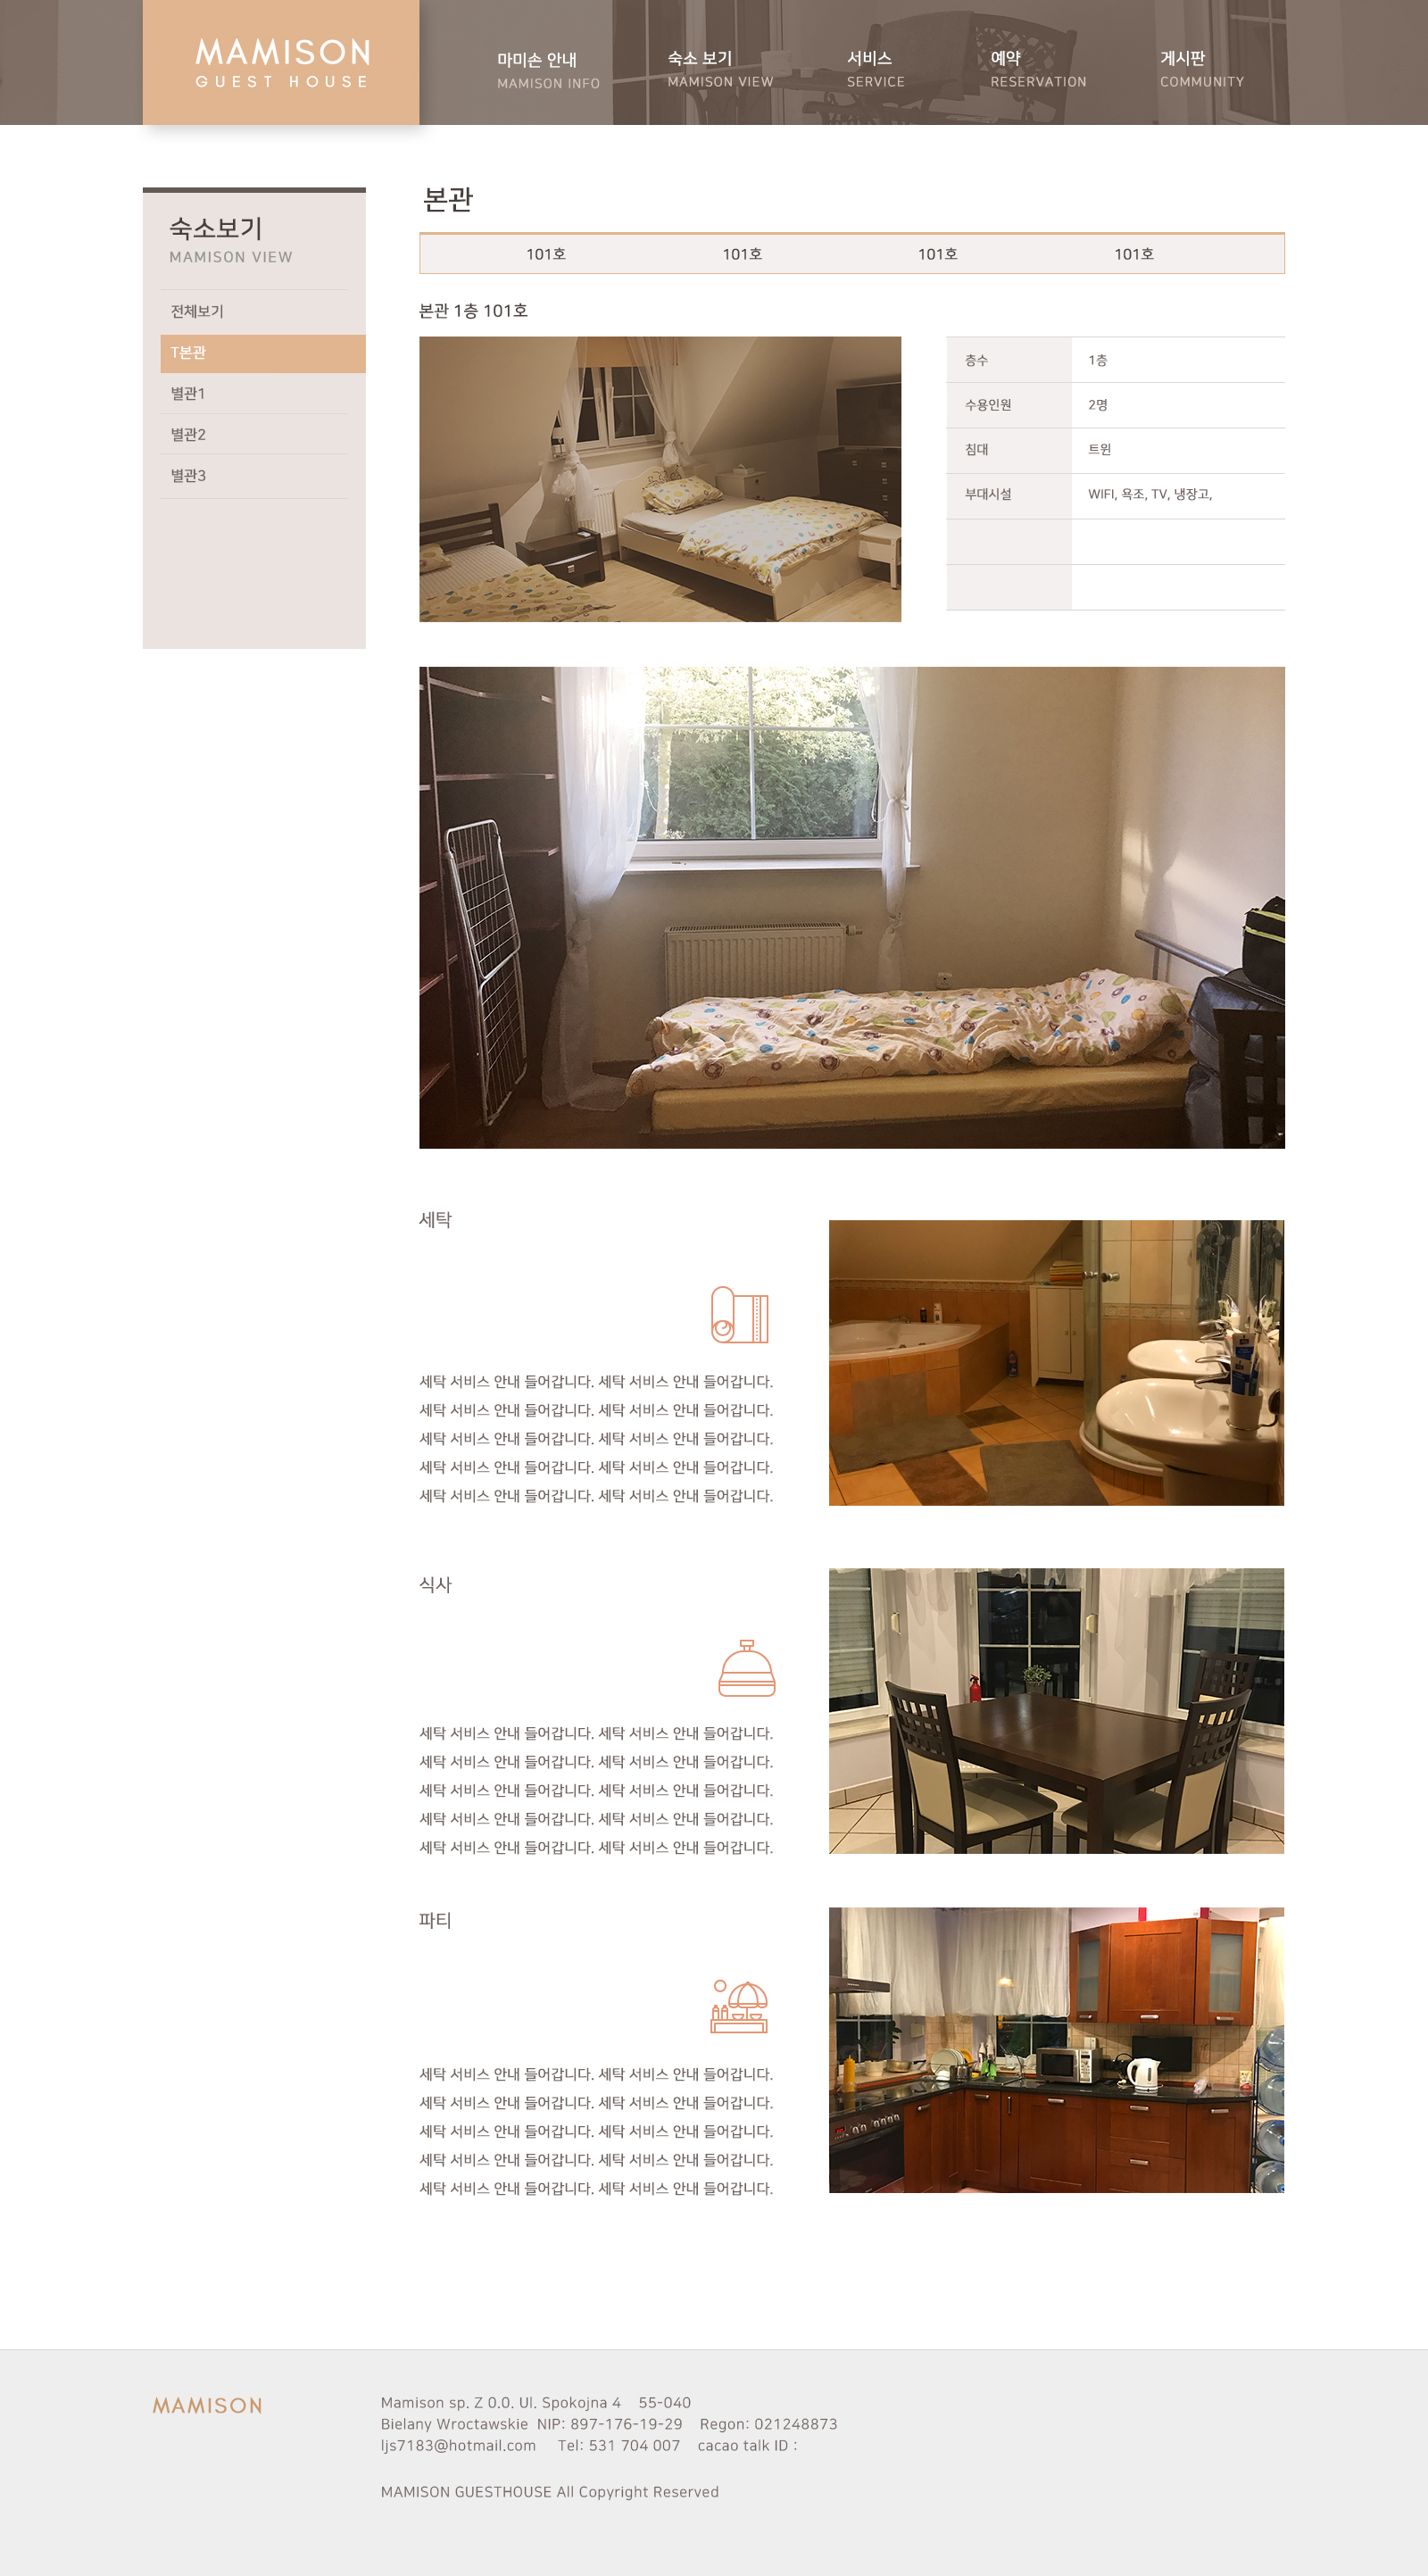 MAMISON
GUEST HOUSE
마미손 안내
MAMISON INFO
숙소 보기
MAMISON VIEW
서비스
SERVICE
예약
RESERVATION
게시판
COMMUNITY
숙소보기
MAMISON VIEW
전체보기
T본관
별관1
별관2
별관3
본관
101호 101호 101호 101호
본관 1층 101호
층수 1층
수용인원 2명
침대 트윈
부대시설 WIFI, 욕조, TV, 냉장고,
세탁
세탁 서비스 안내 들어갑니다. 세탁 서비스 안내 들어갑니다.
세탁 서비스 안내 들어갑니다. 세탁 서비스 안내 들어갑니다.
세탁 서비스 안내 들어갑니다. 세탁 서비스 안내 들어갑니다.
세탁 서비스 안내 들어갑니다. 세탁 서비스 안내 들어갑니다.
세탁 서비스 안내 들어갑니다. 세탁 서비스 안내 들어갑니다.
식사
세탁 서비스 안내 들어갑니다. 세탁 서비스 안내 들어갑니다.
세탁 서비스 안내 들어갑니다. 세탁 서비스 안내 들어갑니다.
세탁 서비스 안내 들어갑니다. 세탁 서비스 안내 들어갑니다.
세탁 서비스 안내 들어갑니다. 세탁 서비스 안내 들어갑니다.
세탁 서비스 안내 들어갑니다. 세탁 서비스 안내 들어갑니다.
파티
세탁 서비스 안내 들어갑니다. 세탁 서비스 안내 들어갑니다.
세탁 서비스 안내 들어갑니다. 세탁 서비스 안내 들어갑니다.
세탁 서비스 안내 들어갑니다. 세탁 서비스 안내 들어갑니다.
세탁 서비스 안내 들어갑니다. 세탁 서비스 안내 들어갑니다.
세탁 서비스 안내 들어갑니다. 세탁 서비스 안내 들어갑니다.
MAMISON
Mamison sp. Z 0.0. Ul. Spokojna 4 55-040
Bielany Wroctawskie NIP: 897-176-19-29 Regon: 021248873
ljs7183@hotmail.com Tel: 531 704 007 cacao talk ID :
MAMISON GUESTHOUSE All Copyright Reserved